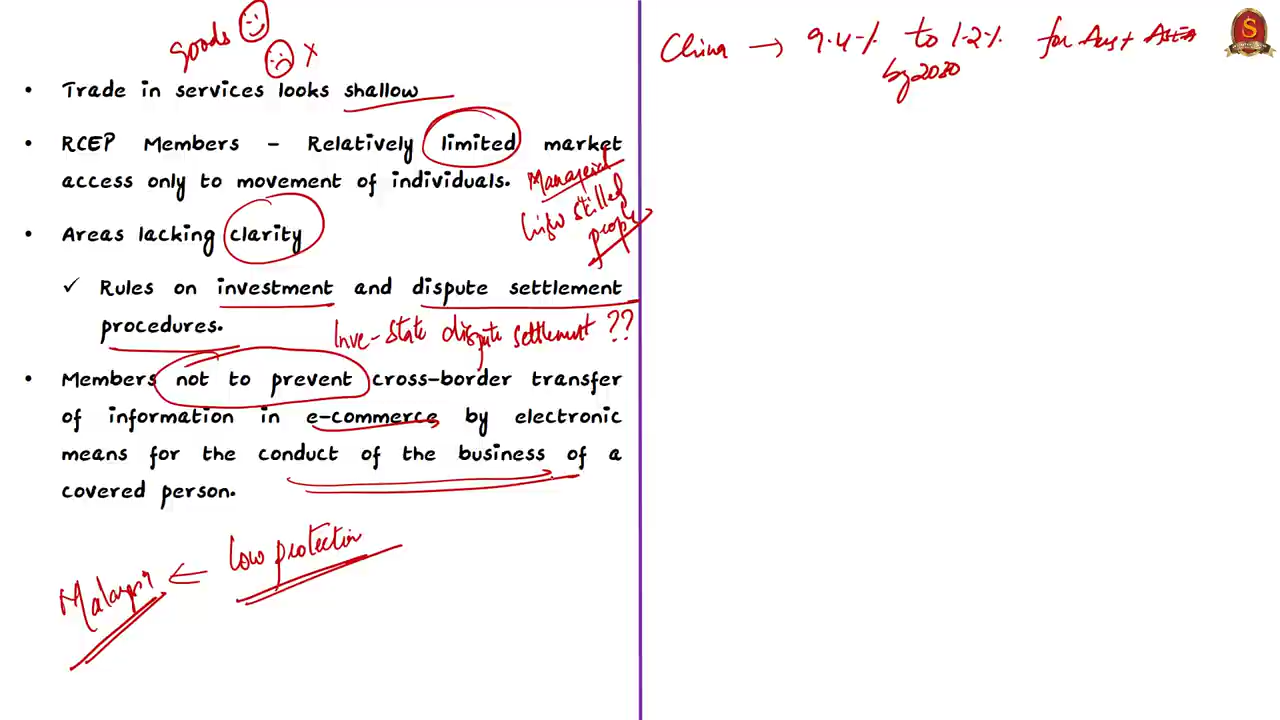 goods
• Trade in services looks shallow
• RCEP Members - Relatively limited market
access only to movement of individuals.
Managerial
high skilled
people
• Areas lacking clarity
✓ Rules on investment and dispute settlement
procedures.
Inve-State dispute settlement ??
• Members not to prevent cross-border transfer
of information in e-commerce by electronic
means for the conduct of the business of a
covered person.
Low protection
Malaysia ←
China → 9.4% to 1.2% for
by 2030
S